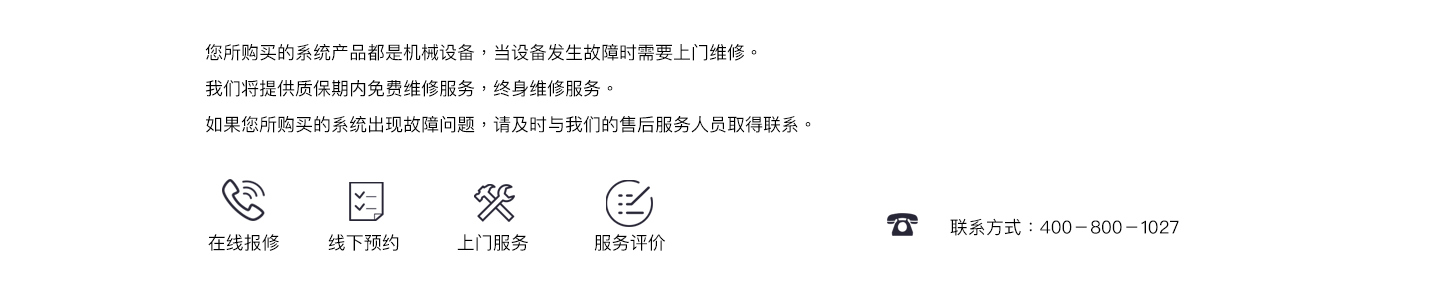 您所购买的系统产品都是机械设备，当设备发生故障时需要上门维修。
我们将提供质保期内免费维修服务，终身维修服务。
如果您所购买的系统出现故障问题，请及时与我们的售后服务人员取得联系。
在线报修 线下预约 上门服务 服务评价
联系方式：400-800-1027